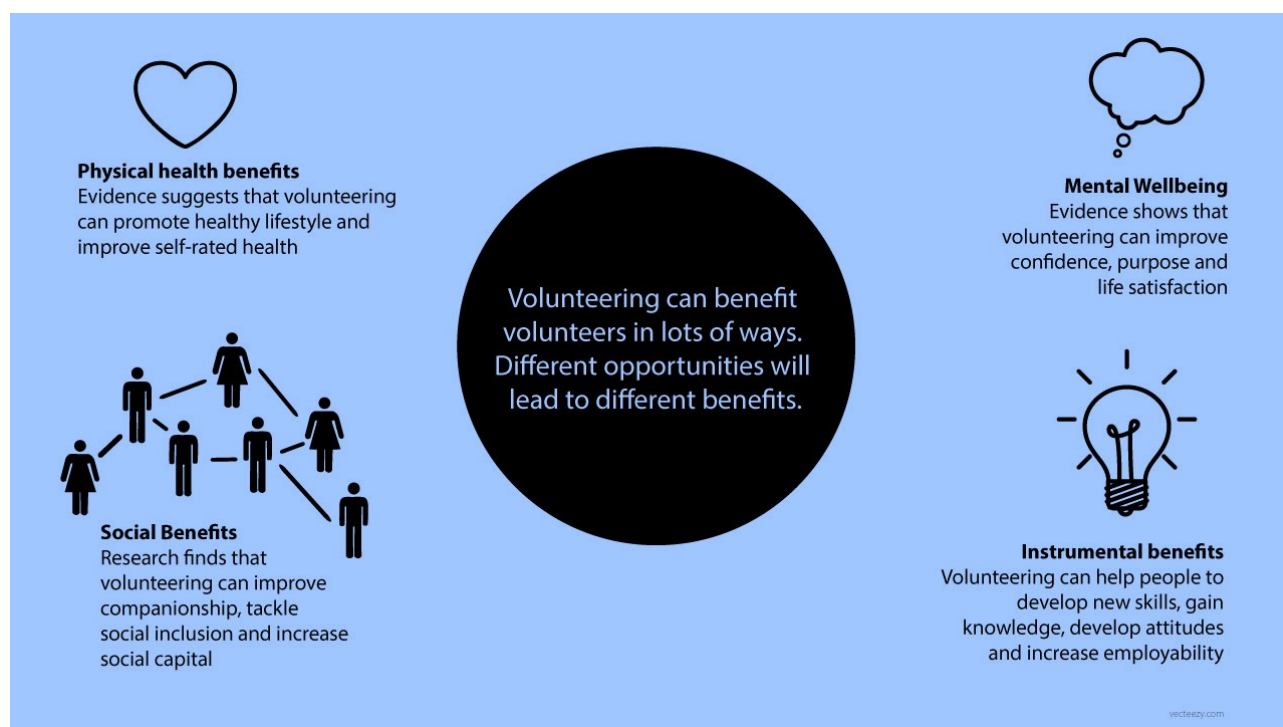 Physical health benefits
Evidence suggests that volunteering
can promote healthy lifestyle and
improve self-rated health
Mental Wellbeing
Evidence shows that
volunteering can improve
confidence, purpose and
life satisfaction
Volunteering can benefit
volunteers in lots of ways.
Different opportunities will
lead to different benefits.
Social Benefits
Research finds that
volunteering can improve
companionship, tackle
social inclusion and increase
social capital
Instrumental benefits
Volunteering can help people to
develop new skills, gain
knowledge, develop attitudes
and increase employability
vecteezy.com